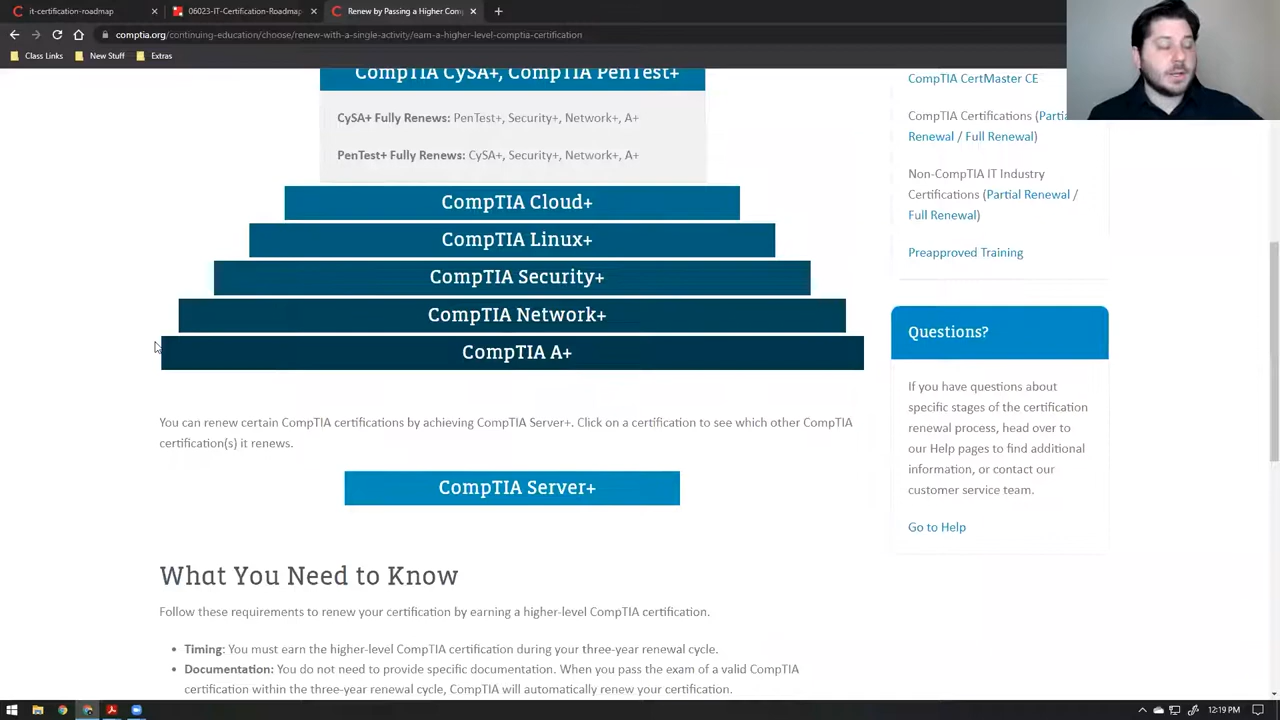 it-certification-roadmap
06023-IT-Certification-Roadmap
Renew by Passing a Higher Com
comptia.org/continuing-education/choose/renew-with-a-single-activity/earn-a-higher-level-comptia-certification
Class Links
New Stuff
Extras
CompTIA CySA+, CompTIA PenTest+
CySA+ Fully Renews: PenTest+, Security+, Network+, A+
PenTest+ Fully Renews: CySA+, Security+, Network+, A+
CompTIA Cloud+
CompTIA Linux+
CompTIA Security+
CompTIA Network+
CompTIA A+
You can renew certain CompTIA certifications by achieving CompTIA Server+. Click on a certification to see which other CompTIA
certification(s) it renews.
CompTIA Server+
What You Need to Know
Follow these requirements to renew your certification by earning a higher-level CompTIA certification.
• Timing: You must earn the higher-level CompTIA certification during your three-year renewal cycle.
• Documentation: You do not need to provide specific documentation. When you pass the exam of a valid CompTIA
certification within the three-year renewal cycle, CompTIA will automatically renew your certification.
CompTIA CertMaster CE
CompTIA Certifications (Partia
Renewal / Full Renewal)
Non-CompTIA IT Industry
Certifications (Partial Renewal /
Full Renewal)
Preapproved Training
Questions?
If you have questions about
specific stages of the certification
renewal process, head over to
our Help pages to find additional
information, or contact our
customer service team.
Go to Help
12:19 PM